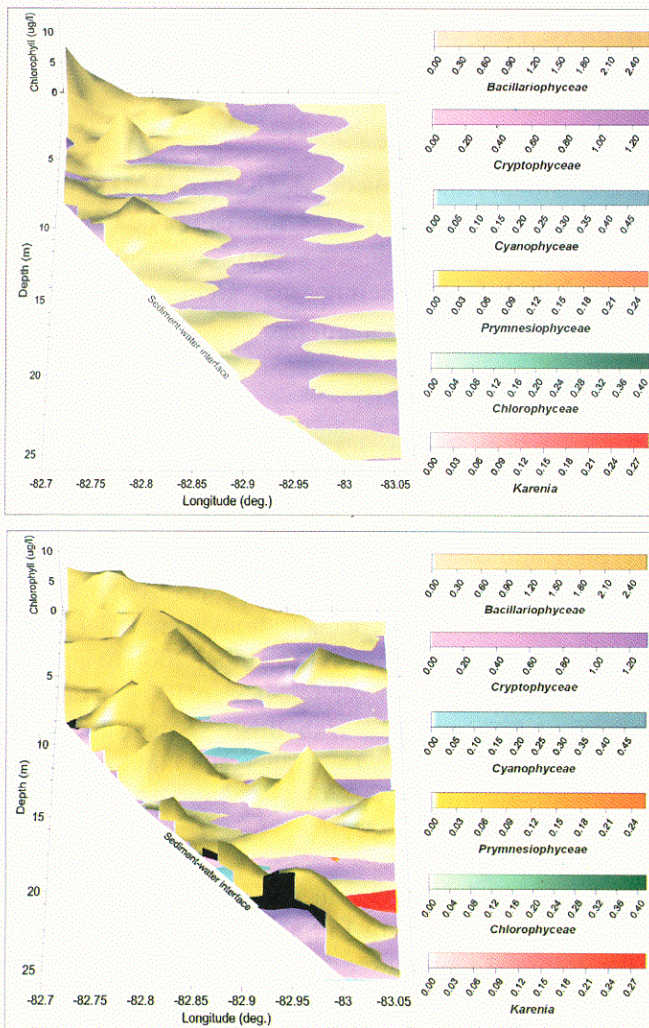 Chlorophyll (ug/l)
10
5
0
5
10
15
20
25
Depth (m)
Sediment-water interface
-82.7 -82.75 -82.8 -82.85 -82.9 -82.95 -83 -83.05
Longitude (deg.)
0.00 0.30 0.60 0.90 1.20 1.50 1.80 2.10 2.40
Bacillariophyceae
0.00 0.20 0.40 0.60 0.80 1.00 1.20
Cryptophyceae
0.00 0.05 0.10 0.15 0.20 0.25 0.30 0.35 0.40 0.45
Cyanophyceae
0.00 0.03 0.06 0.09 0.12 0.15 0.18 0.21 0.24
Prymnesiophyceae
0.00 0.04 0.08 0.12 0.16 0.20 0.24 0.28 0.32 0.36 0.40
Chlorophyceae
0.00 0.03 0.06 0.09 0.12 0.15 0.18 0.21 0.24 0.27
Karenia
Chlorophyll (ug/l)
10
5
0
5
10
15
20
25
Depth (m)
Sediment-water interface
-82.7 -82.75 -82.8 -82.85 -82.9 -82.95 -83 -83.05
Longitude (deg.)
0.00 0.30 0.60 0.90 1.20 1.50 1.80 2.10 2.40
Bacillariophyceae
0.00 0.20 0.40 0.60 0.80 1.00 1.20
Cryptophyceae
0.00 0.05 0.10 0.15 0.20 0.25 0.30 0.35 0.40 0.45
Cyanophyceae
0.00 0.03 0.06 0.09 0.12 0.15 0.18 0.21 0.24
Prymnesiophyceae
0.00 0.04 0.08 0.12 0.16 0.20 0.24 0.28 0.32 0.36 0.40
Chlorophyceae
0.00 0.03 0.06 0.09 0.12 0.15 0.18 0.21 0.24 0.27
Karenia